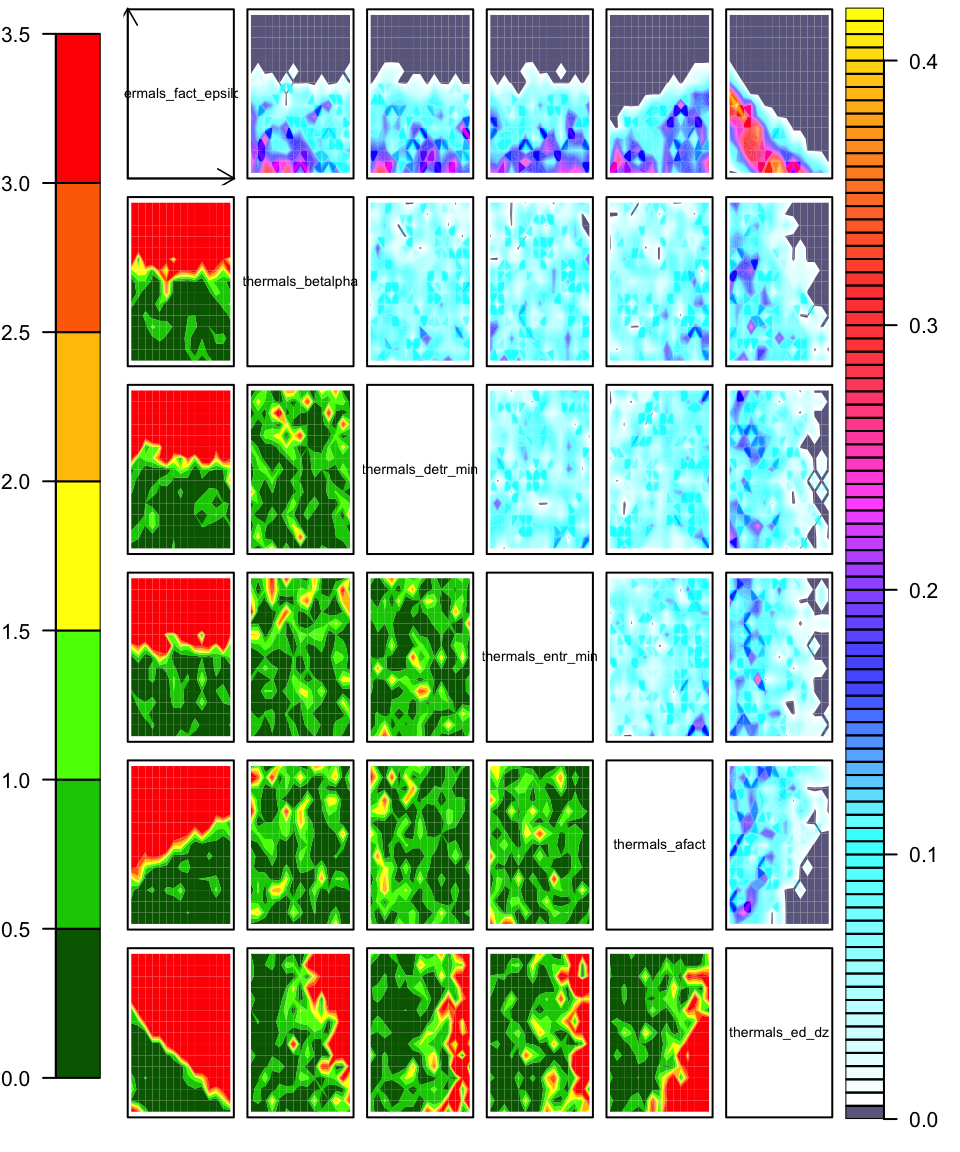 3.5
3.0
2.5
2.0
1.5
1.0
0.5
0.0
ermals_fact_epsilo
thermals_betalpha
thermals_detr_min
thermals_entr_min
thermals_afact
thermals_ed_dz
0.4
0.3
0.2
0.1
0.0